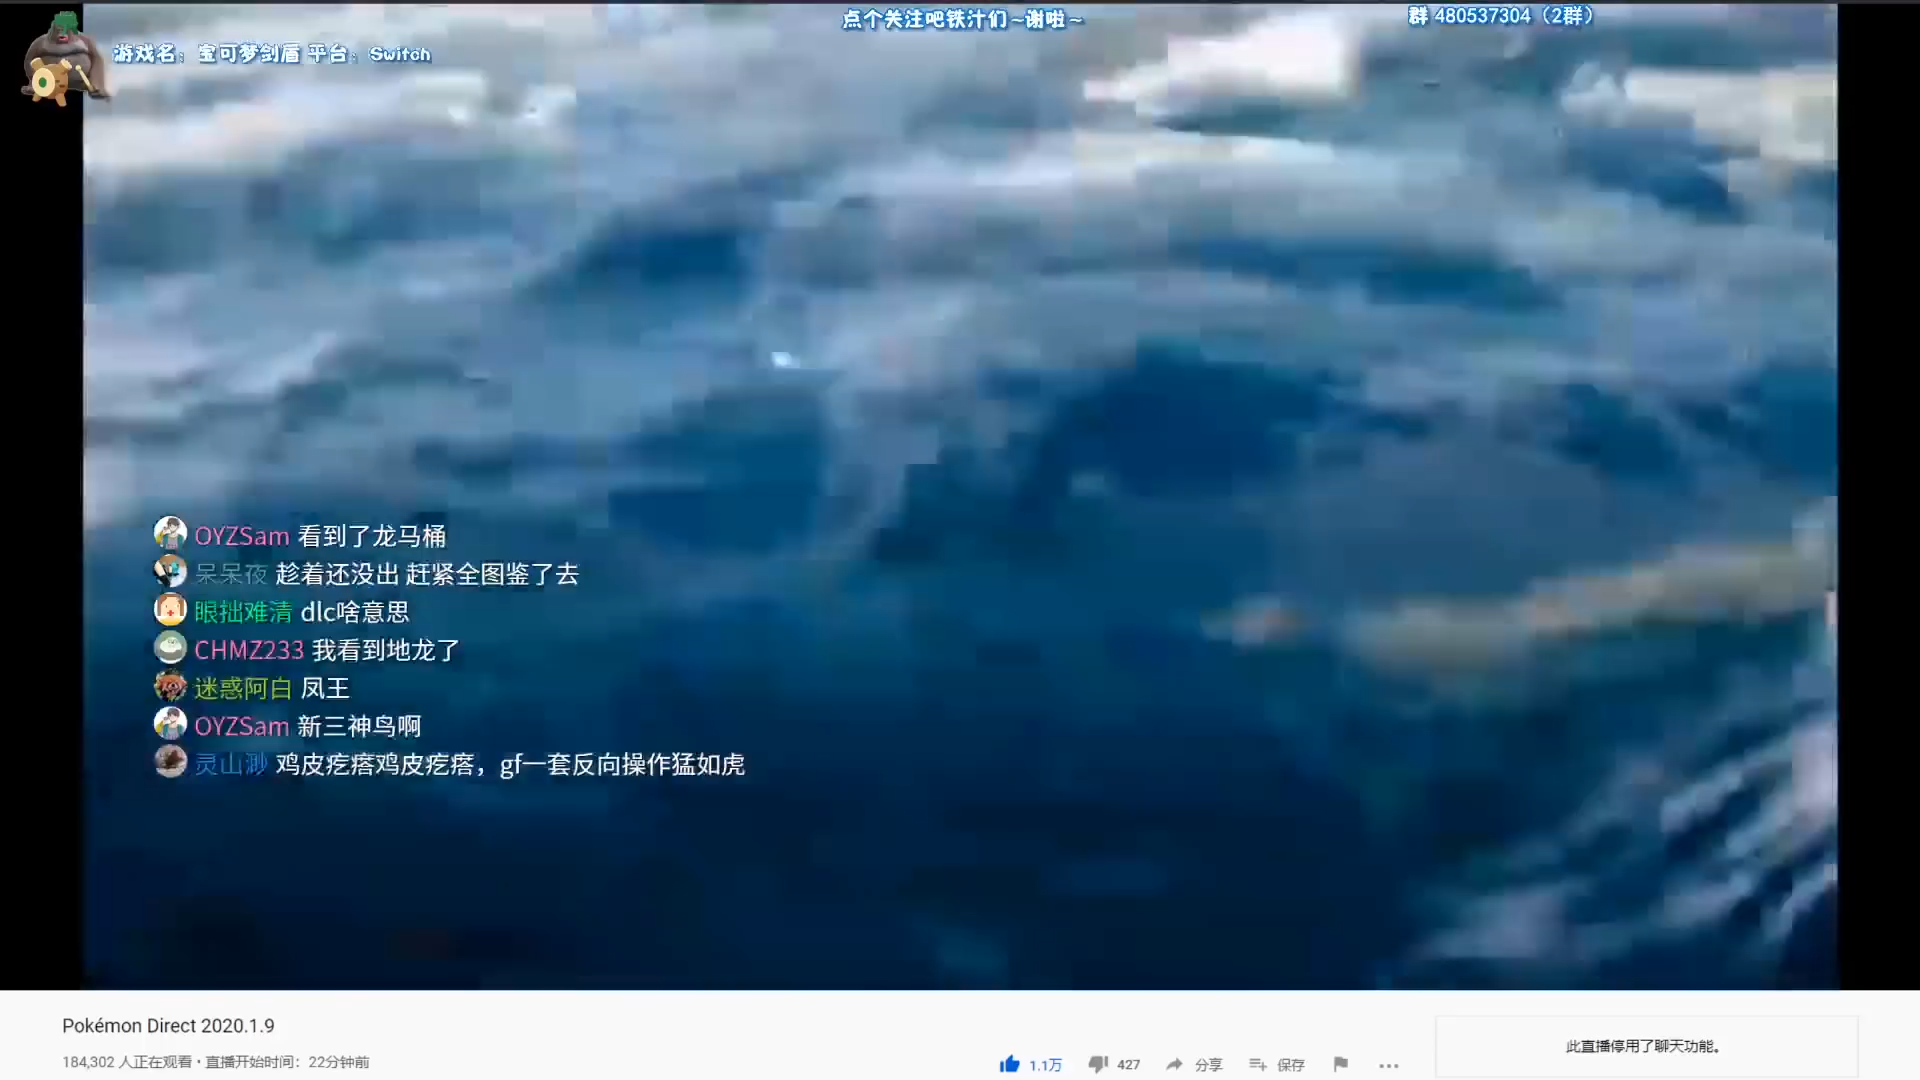 点个关注吧铁汁们~谢啦~
群 480537304（2群）
游戏名：宝可梦剑盾 平台：Switch
OYZSam 看到了龙马桶
呆呆夜 趁着还没出 赶紧全图鉴了去
眼拙难清 dlc啥意思
CHMZ233 我看到地龙了
迷惑阿白 凤王
OYZSam 新三神鸟啊
灵山渺 鸡皮疙瘩鸡皮疙瘩，gf一套反向操作猛如虎
Pokémon Direct 2020.1.9
184,302 人正在观看 • 直播开始时间：22分钟前
1.1万
427
分享
保存
此直播停用了聊天功能。